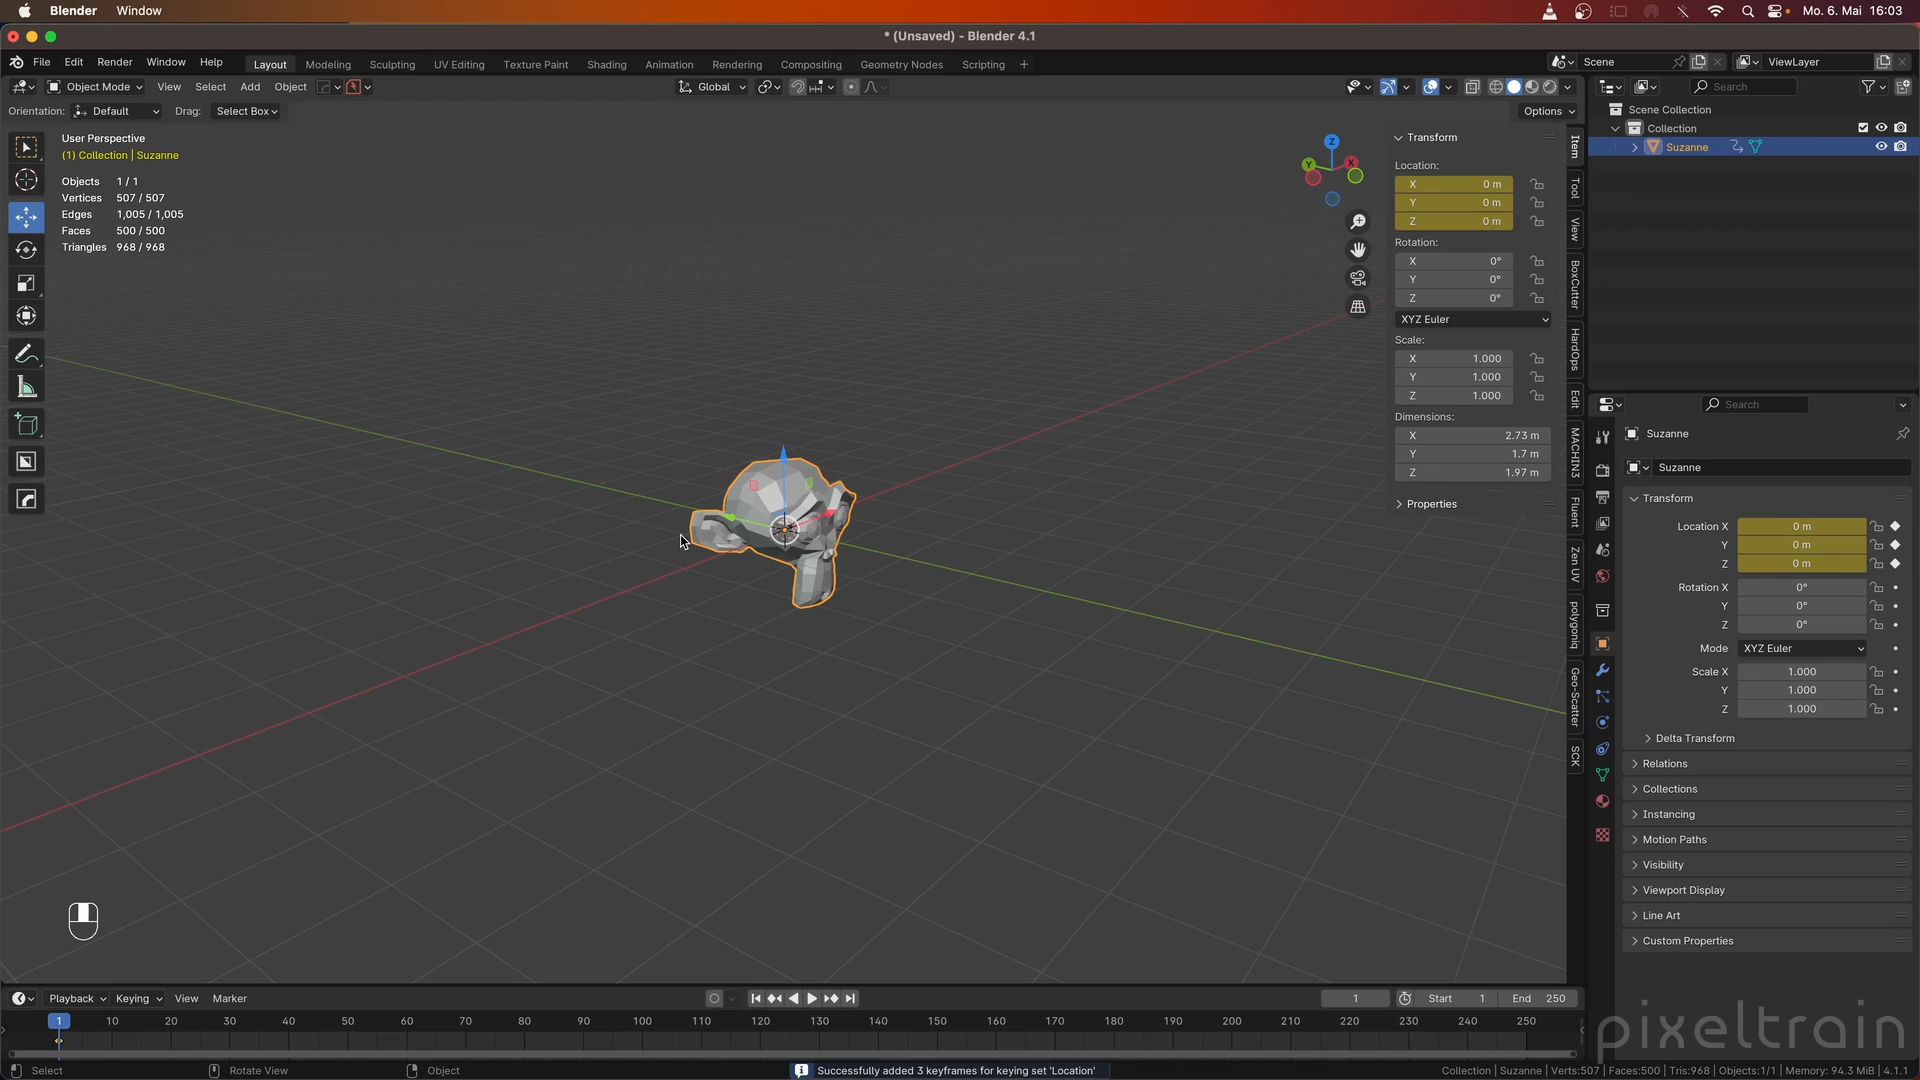 Blender Window Mo. 6. Mai 16:03
* (Unsaved) - Blender 4.1
File Edit Render Window Help Layout Modeling Sculpting UV Editing Texture Paint Shading Animation Rendering Compositing Geometry Nodes Scripting + Scene ViewLayer
Object Mode View Select Add Object Global Search
Orientation: Default Drag: Select Box Options
Scene Collection
Collection
Suzanne
User Perspective
(1) Collection | Suzanne
Objects 1 / 1
Vertices 507 / 507
Edges 1,005 / 1,005
Faces 500 / 500
Triangles 968 / 968
Z
Y
X
Transform
Location:
X 0 m
Y 0 m
Z 0 m
Rotation:
X 0°
Y 0°
Z 0°
XYZ Euler
Scale:
X 1.000
Y 1.000
Z 1.000
Dimensions:
X 2.73 m
Y 1.7 m
Z 1.97 m
Properties
Item
Tool
View
BoxCutter
HardOps
Edit
MACHIN3
Fluent
Zen UV
polygoniq
Geo-Scatter
SCK
Search
Suzanne
Suzanne
Transform
Location X 0 m
Y 0 m
Z 0 m
Rotation X 0°
Y 0°
Z 0°
Mode XYZ Euler
Scale X 1.000
Y 1.000
Z 1.000
Delta Transform
Relations
Collections
Instancing
Motion Paths
Visibility
Viewport Display
Line Art
Custom Properties
Playback Keying View Marker 1 Start 1 End 250
1 10 20 30 40 50 60 70 80 90 100 110 120 130 140 150 160 170 180 190 200 210 220 230 240 250
pixeltrain
Select Rotate View Object Successfully added 3 keyframes for keying set 'Location' Collection | Suzanne | Verts:507 | Faces:500 | Tris:968 | Objects:1/1 | Memory: 94.3 MiB | 4.1.1